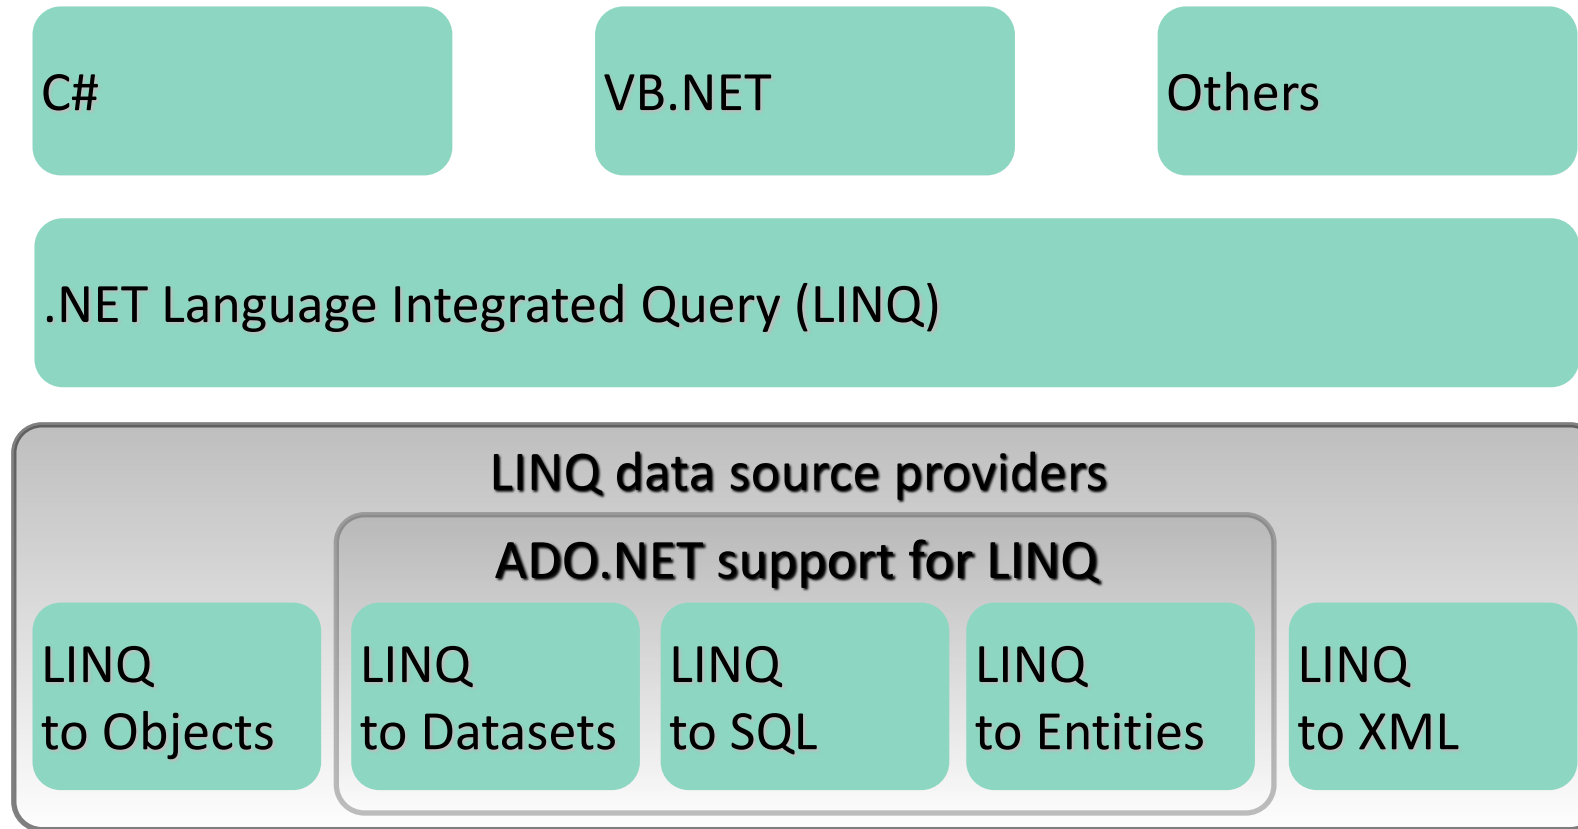 C#
VB.NET
Others
.NET Language Integrated Query (LINQ)
LINQ data source providers
ADO.NET support for LINQ
LINQ
to Objects
LINQ
to Datasets
LINQ
to SQL
LINQ
to Entities
LINQ
to XML